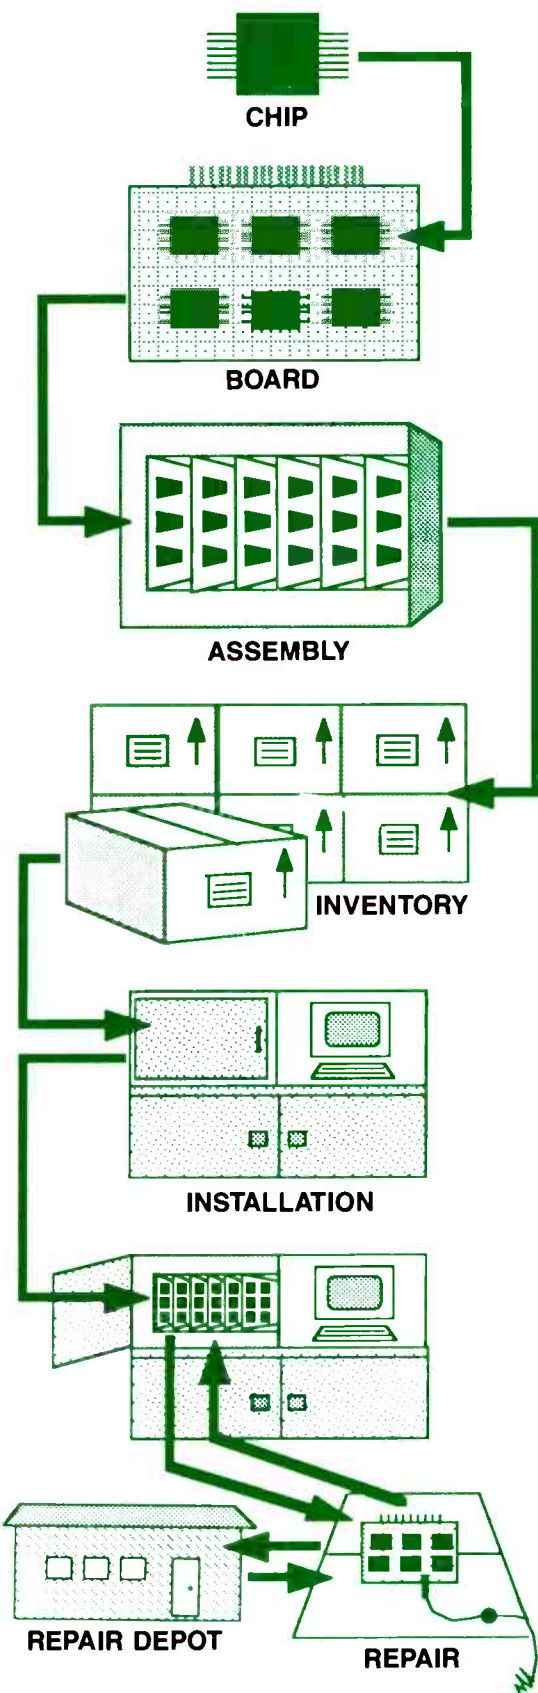 CHIP
BOARD
ASSEMBLY
INVENTORY
INSTALLATION
REPAIR DEPOT
REPAIR